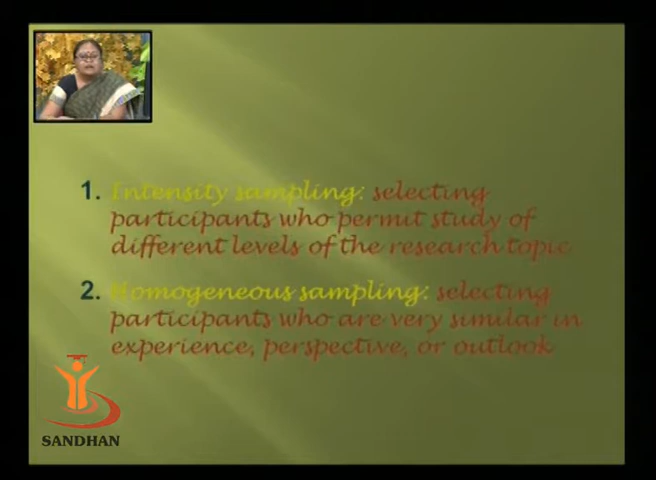 1. Intensity sampling: selecting
participants who permit study of
different levels of the research topic
2. Homogeneous sampling: selecting
participants who are very similar in
experience, perspective, or outlook
SANDHAN